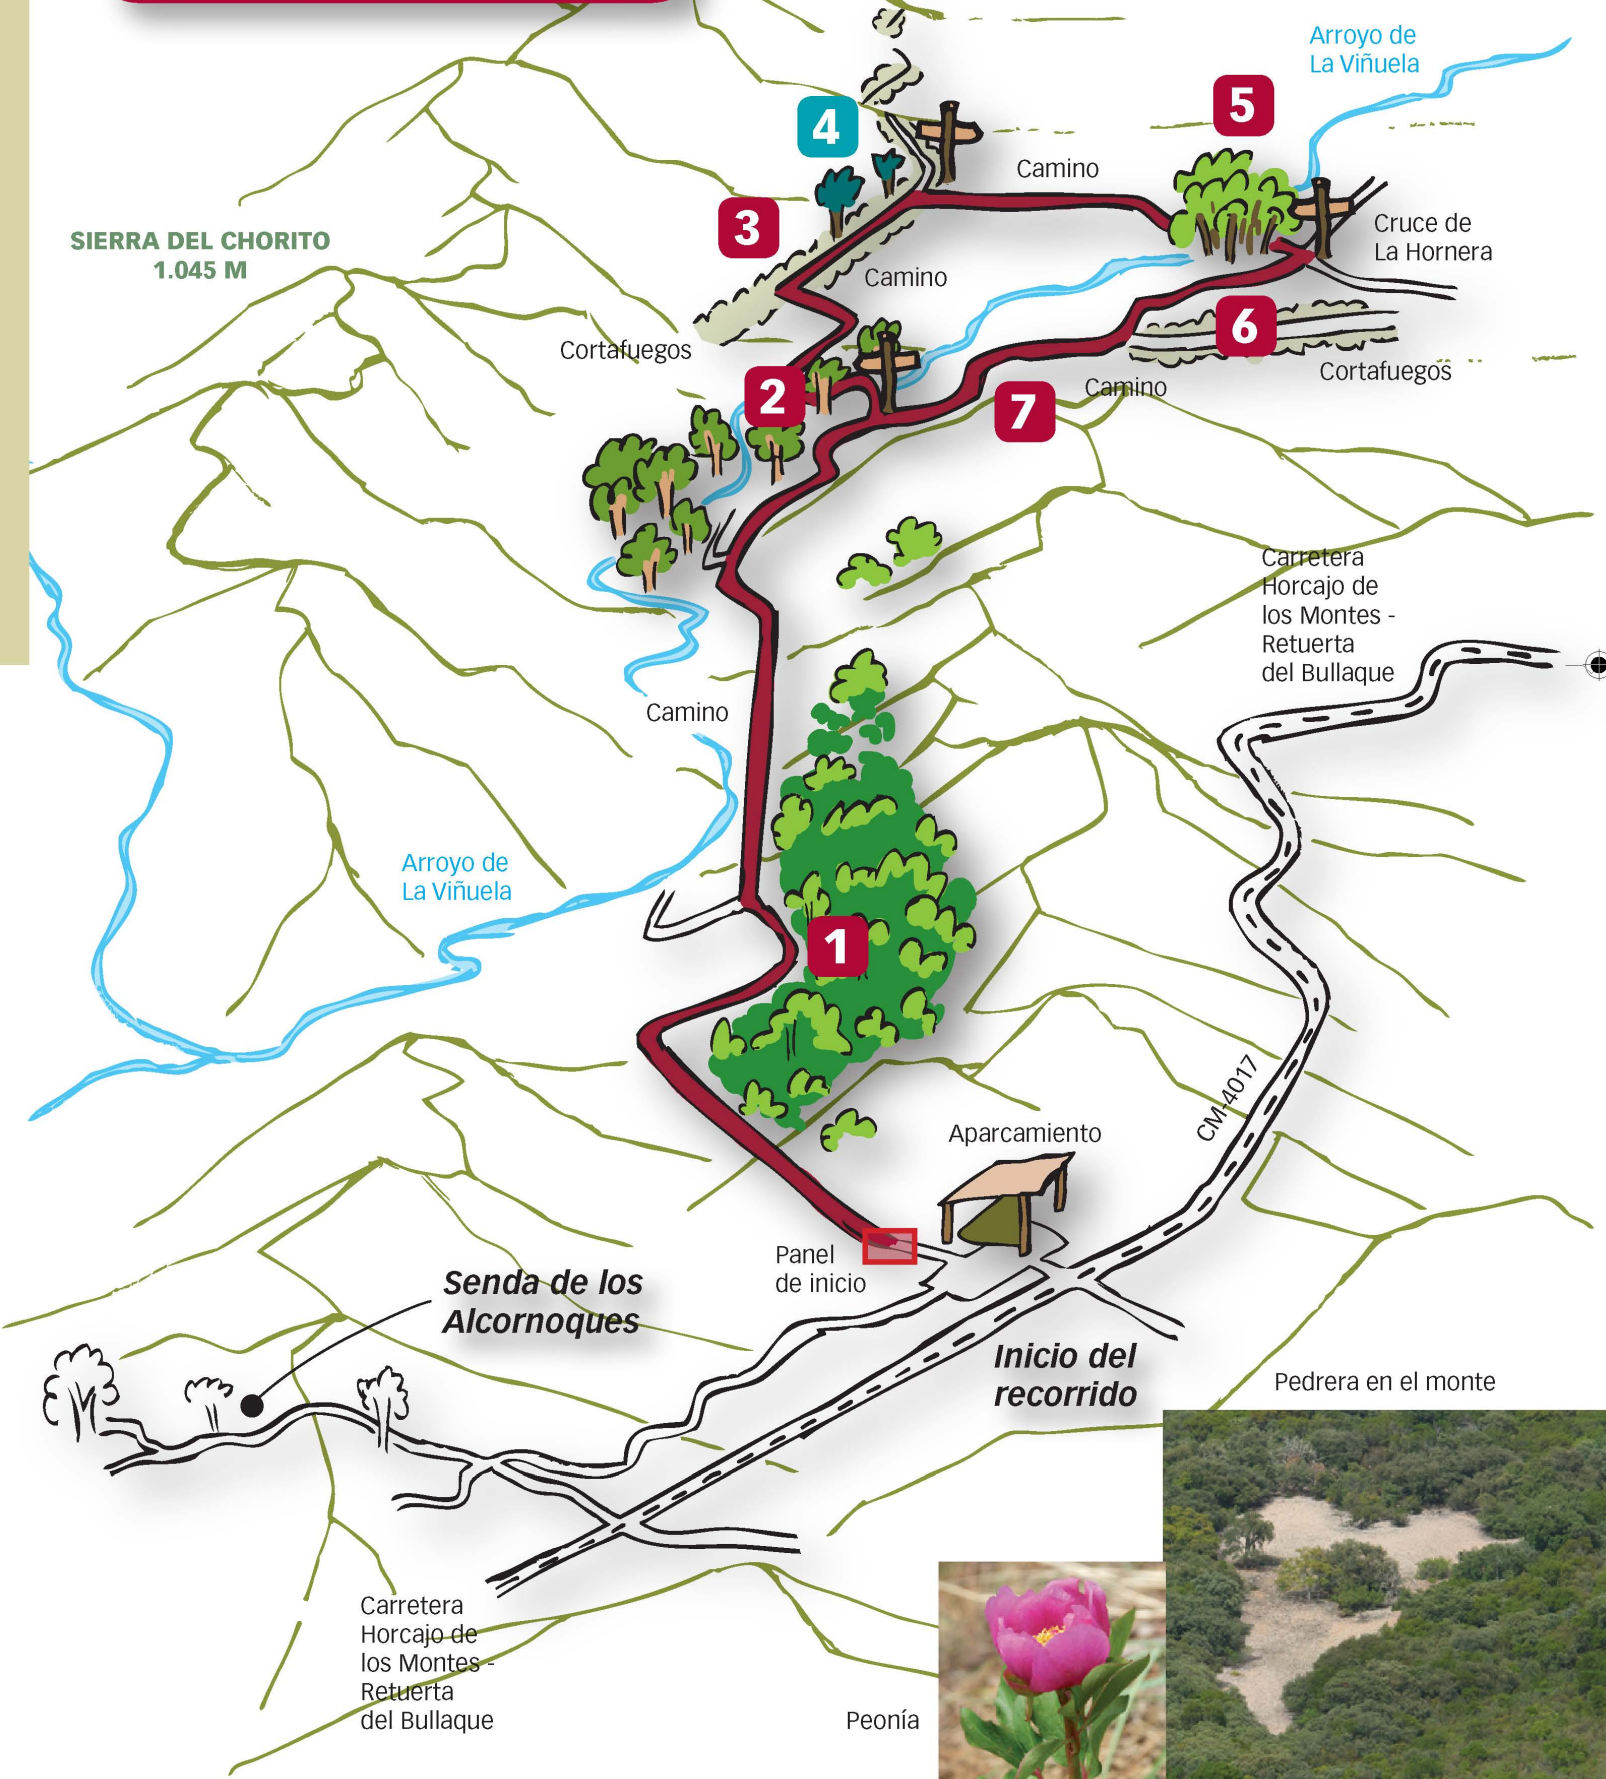 Arroyo de
La Viñuela
5
4
Camino
3
Cruce de
La Hornera
SIERRA DEL CHORITO
1.045 M
Camino
6
Cortafuegos
Cortafuegos
Camino
2
7
Carretera
Horcajo de
los Montes -
Retuerta
del Bullaque
Camino
Arroyo de
La Viñuela
1
CM-4017
Aparcamiento
Panel
de inicio
Senda de los
Alcornoques
Inicio del
recorrido
Pedrera en el monte
Carretera
Horcajo de
los Montes -
Retuerta
del Bullaque
Peonía